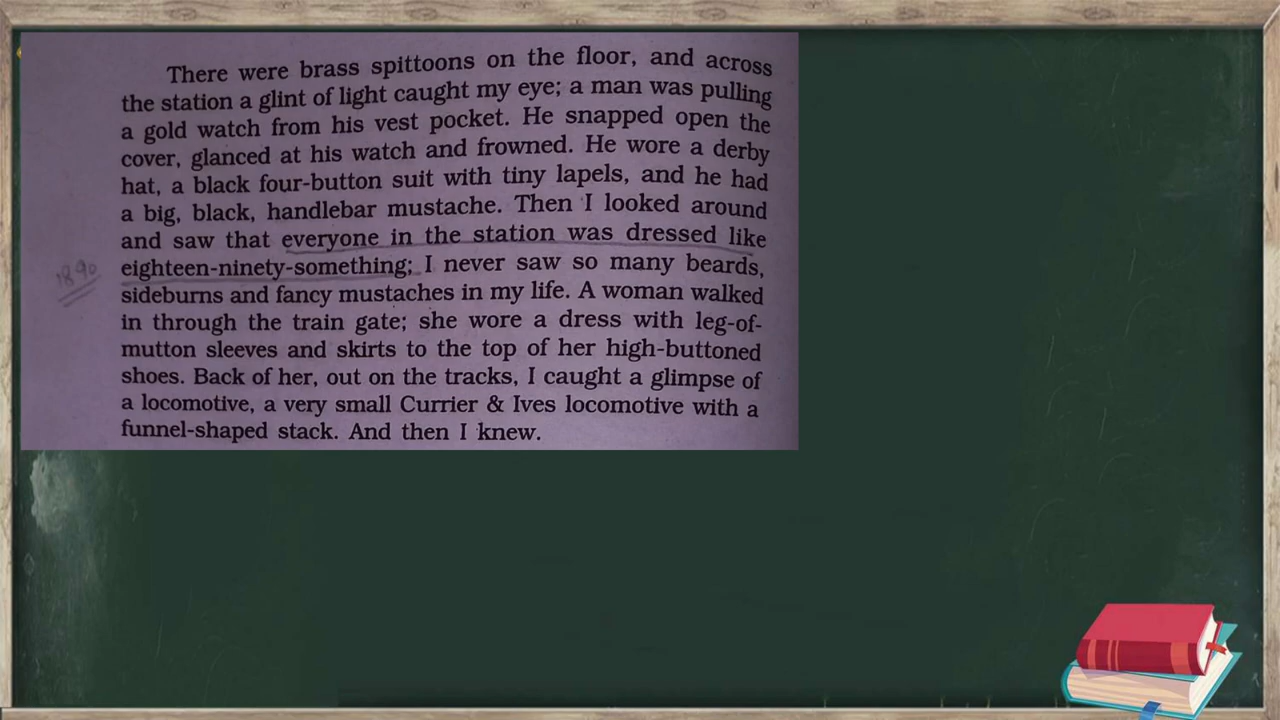 There were brass spittoons on the floor, and across
the station a glint of light caught my eye; a man was pulling
a gold watch from his vest pocket. He snapped open the
cover, glanced at his watch and frowned. He wore a derby
hat, a black four-button suit with tiny lapels, and he had
a big, black, handlebar mustache. Then I looked around
and saw that everyone in the station was dressed like
1890
eighteen-ninety-something; I never saw so many beards,
sideburns and fancy mustaches in my life. A woman walked
in through the train gate; she wore a dress with leg-of-
mutton sleeves and skirts to the top of her high-buttoned
shoes. Back of her, out on the tracks, I caught a glimpse of
a locomotive, a very small Currier & Ives locomotive with a
funnel-shaped stack. And then I knew.